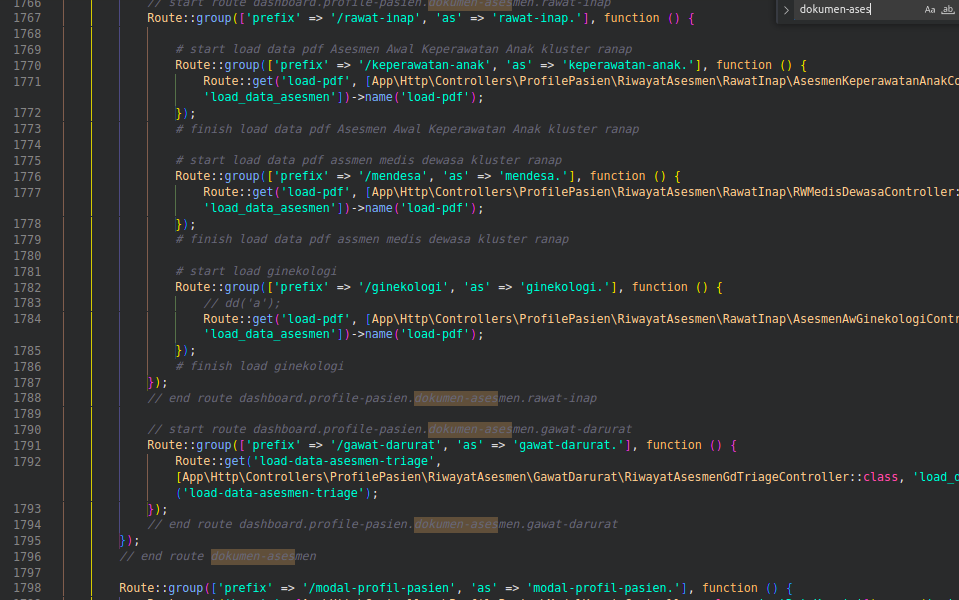 dokumen-ases
Aa
ab
1766 // start route dashboard.profile-pasien.dokumen-asesmen.rawat-inap
1767 Route::group(['prefix' => '/rawat-inap', 'as' => 'rawat-inap.'], function () {
1768
1769 # start load data pdf Asesmen Awal Keperawatan Anak kluster ranap
1770 Route::group(['prefix' => '/keperawatan-anak', 'as' => 'keperawatan-anak.'], function () {
1771 Route::get('load-pdf', [App\Http\Controllers\ProfilePasien\RiwayatAsesmen\RawatInap\AsesmenKeperawatanAnakCo
'load_data_asesmen'])->name('load-pdf');
1772 });
1773 # finish load data pdf Asesmen Awal Keperawatan Anak kluster ranap
1774
1775 # start load data pdf assmen medis dewasa kluster ranap
1776 Route::group(['prefix' => '/mendesa', 'as' => 'mendesa.'], function () {
1777 Route::get('load-pdf', [App\Http\Controllers\ProfilePasien\RiwayatAsesmen\RawatInap\RWMedisDewasaController::
'load_data_asesmen'])->name('load-pdf');
1778 });
1779 # finish load data pdf assmen medis dewasa kluster ranap
1780
1781 # start load ginekologi
1782 Route::group(['prefix' => '/ginekologi', 'as' => 'ginekologi.'], function () {
1783 // dd('a');
1784 Route::get('load-pdf', [App\Http\Controllers\ProfilePasien\RiwayatAsesmen\RawatInap\AsesmenAwGinekologiContr
'load_data_asesmen'])->name('load-pdf');
1785 });
1786 # finish load ginekologi
1787 });
1788 // end route dashboard.profile-pasien.dokumen-asesmen.rawat-inap
1789
1790 // start route dashboard.profile-pasien.dokumen-asesmen.gawat-darurat
1791 Route::group(['prefix' => '/gawat-darurat', 'as' => 'gawat-darurat.'], function () {
1792 Route::get('load-data-asesmen-triage',
[App\Http\Controllers\ProfilePasien\RiwayatAsesmen\GawatDarurat\RiwayatAsesmenGdTriageController::class, 'load_d
('load-data-asesmen-triage');
1793 });
1794 // end route dashboard.profile-pasien.dokumen-asesmen.gawat-darurat
1795 });
1796 // end route dokumen-asesmen
1797
1798 Route::group(['prefix' => '/modal-profil-pasien', 'as' => 'modal-profil-pasien.'], function () {